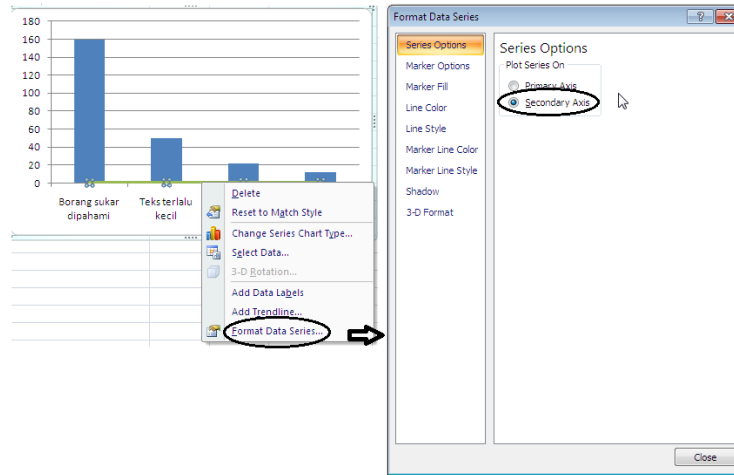 180
160
140
120
100
80
60
40
20
0
Borang sukar
dipahami
Teks terlalu
kecil
Delete
Reset to Match Style
Change Series Chart Type...
Select Data...
3-D Rotation...
Add Data Labels
Add Trendline...
Format Data Series...
Format Data Series
Series Options
Marker Options
Marker Fill
Line Color
Line Style
Marker Line Color
Marker Line Style
Shadow
3-D Format
Series Options
Plot Series On
Primary Axis
Secondary Axis
Close